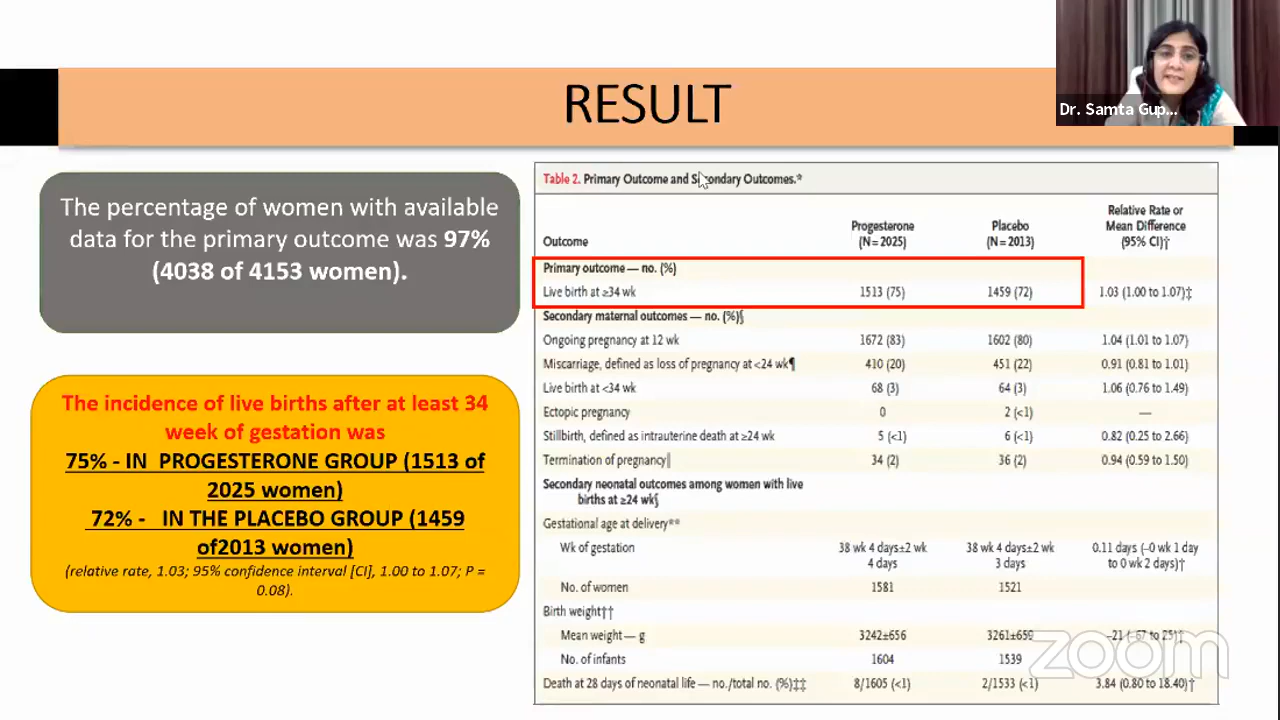 Dr. Samta Gup...
RESULT
The percentage of women with available
data for the primary outcome was 97%
(4038 of 4153 women).
The incidence of live births after at least 34
week of gestation was
75% - IN PROGESTERONE GROUP (1513 of
2025 women)
72% - IN THE PLACEBO GROUP (1459
of2013 women)
(relative rate, 1.03; 95% confidence interval [CI], 1.00 to 1.07; P =
0.08).
Table 2. Primary Outcome and Secondary Outcomes.*
Outcome Progesterone (N=2025) Placebo (N=2013) Relative Rate or Mean Difference (95% CI)†
Primary outcome — no. (%)
Live birth at ≥34 wk 1513 (75) 1459 (72) 1.03 (1.00 to 1.07)‡
Secondary maternal outcomes — no. (%)§
Ongoing pregnancy at 12 wk 1672 (83) 1602 (80) 1.04 (1.01 to 1.07)
Miscarriage, defined as loss of pregnancy at <24 wk¶ 410 (20) 451 (22) 0.91 (0.81 to 1.01)
Live birth at <34 wk 68 (3) 64 (3) 1.06 (0.76 to 1.49)
Ectopic pregnancy 0 2 (<1) —
Stillbirth, defined as intrauterine death at ≥24 wk 5 (<1) 6 (<1) 0.82 (0.25 to 2.66)
Termination of pregnancy‖ 34 (2) 36 (2) 0.94 (0.59 to 1.50)
Secondary neonatal outcomes among women with live
births at ≥24 wk§
Gestational age at delivery**
Wk of gestation 38 wk 4 days±2 wk 4 days 38 wk 4 days±2 wk 3 days 0.11 days (–0 wk 1 day to 0 wk 2 days)†
No. of women 1581 1521
Birth weight††
Mean weight — g 3242±656 3261±659 –21 (–67 to 25)†
No. of infants 1604 1539
Death at 28 days of neonatal life — no./total no. (%)‡‡ 8/1605 (<1) 2/1533 (<1) 3.84 (0.80 to 18.40)†
zoom